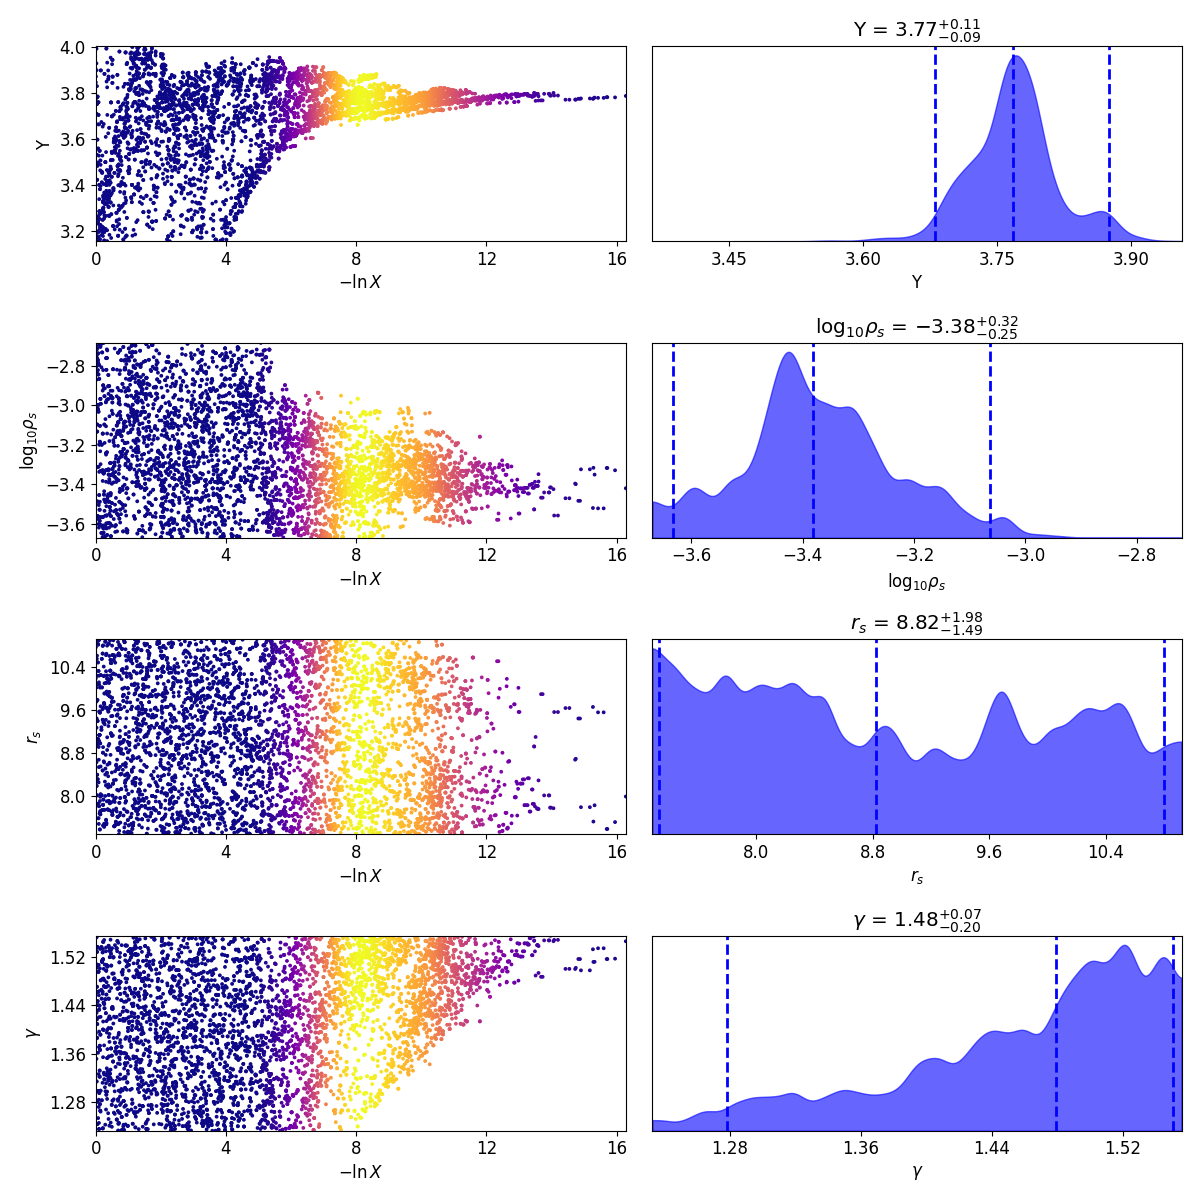 Y = 3.77^{+0.11}_{-0.09}
4.0
3.8
3.6
3.4
3.2
Y
0 4 8 12 16
−ln X
3.45 3.60 3.75 3.90
Y
log₁₀ρₛ = −3.38^{+0.32}_{-0.25}
−2.8
−3.0
−3.2
−3.4
−3.6
log₁₀ρₛ
0 4 8 12 16
−ln X
−3.6 −3.4 −3.2 −3.0 −2.8
log₁₀ρₛ
rₛ = 8.82^{+1.98}_{-1.49}
10.4
9.6
8.8
8.0
rₛ
0 4 8 12 16
−ln X
8.0 8.8 9.6 10.4
rₛ
γ = 1.48^{+0.07}_{-0.20}
1.52
1.44
1.36
1.28
γ
0 4 8 12 16
−ln X
1.28 1.36 1.44 1.52
γ